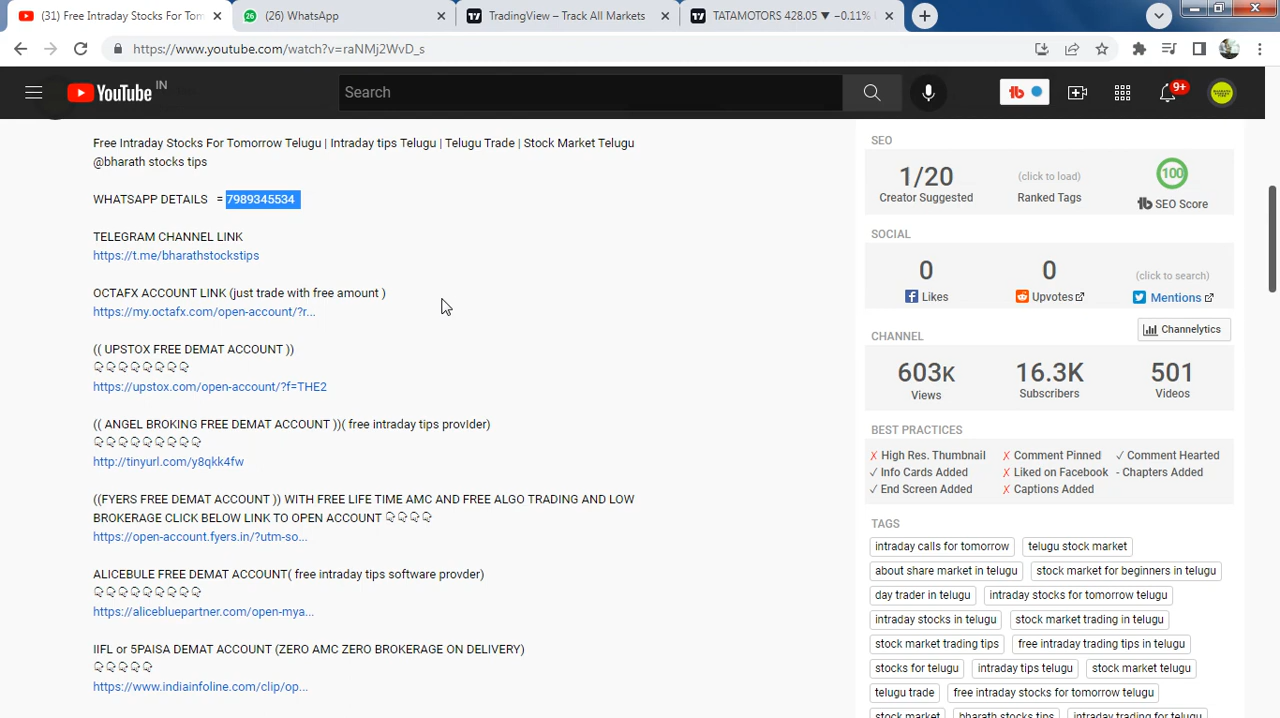 (31) Free Intraday Stocks For Tom
26
(26) WhatsApp
TradingView – Track All Markets
TATAMOTORS 428.05 ▼ −0.11%
https://www.youtube.com/watch?v=raNMj2WvD_s
YouTube IN
Search
9+
Free Intraday Stocks For Tomorrow Telugu | Intraday tips Telugu | Telugu Trade | Stock Market Telugu
@bharath stocks tips
WHATSAPP DETAILS = 7989345534
TELEGRAM CHANNEL LINK
https://t.me/bharathstockstips
OCTAFX ACCOUNT LINK (just trade with free amount )
https://my.octafx.com/open-account/?r...
(( UPSTOX FREE DEMAT ACCOUNT ))
👇👇👇👇👇👇👇👇
https://upstox.com/open-account/?f=THE2
(( ANGEL BROKING FREE DEMAT ACCOUNT ))( free intraday tips provIder)
👇👇👇👇👇👇👇👇👇
http://tinyurl.com/y8qkk4fw
((FYERS FREE DEMAT ACCOUNT )) WITH FREE LIFE TIME AMC AND FREE ALGO TRADING AND LOW
BROKERAGE CLICK BELOW LINK TO OPEN ACCOUNT 👇👇👇👇
https://open-account.fyers.in/?utm-so...
ALICEBULE FREE DEMAT ACCOUNT( free intraday tips software provder)
👇👇👇👇👇👇👇👇👇
https://alicebluepartner.com/open-mya...
IIFL or 5PAISA DEMAT ACCOUNT (ZERO AMC ZERO BROKERAGE ON DELIVERY)
👇👇👇👇👇
https://www.indiainfoline.com/clip/op...
SEO
1/20
Creator Suggested
(click to load)
Ranked Tags
100
SEO Score
SOCIAL
0
Likes
0
Upvotes
(click to search)
Mentions
CHANNEL
Channelytics
603K
Views
16.3K
Subscribers
501
Videos
BEST PRACTICES
✗ High Res. Thumbnail ✗ Comment Pinned ✓ Comment Hearted
✓ Info Cards Added ✗ Liked on Facebook - Chapters Added
✓ End Screen Added ✗ Captions Added
TAGS
intraday calls for tomorrow telugu stock market
about share market in telugu stock market for beginners in telugu
day trader in telugu intraday stocks for tomorrow telugu
intraday stocks in telugu stock market trading in telugu
stock market trading tips free intraday trading tips in telugu
stocks for telugu intraday tips telugu stock market telugu
telugu trade free intraday stocks for tomorrow telugu
stock market bharath stocks tips intraday trading for telugu